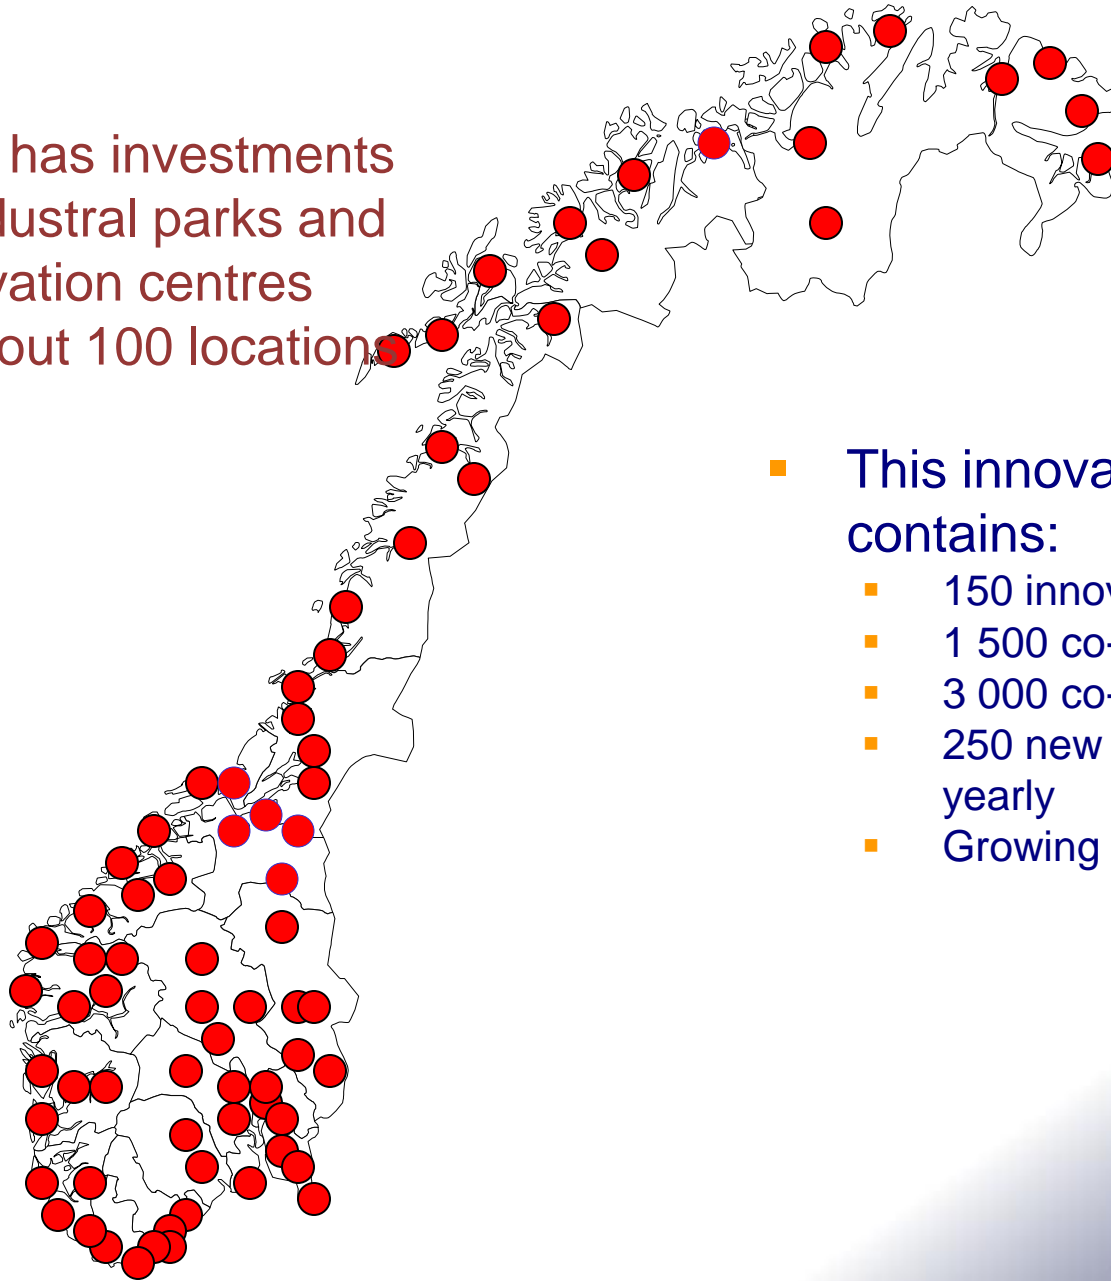 has investments
dustral parks and
vation centres
out 100 locations
This innova
contains:
150 innov
1 500 co-
3 000 co-
250 new
yearly
Growing